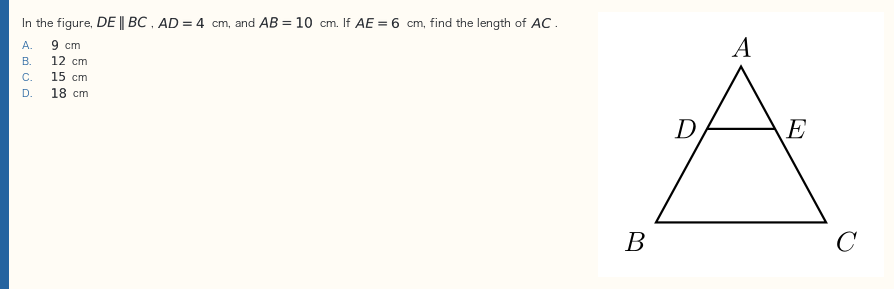 In the figure, DE ∥ BC , AD = 4 cm, and AB = 10 cm. If AE = 6 cm, find the length of AC .
A. 9 cm
B. 12 cm
C. 15 cm
D. 18 cm
A
D E
B C